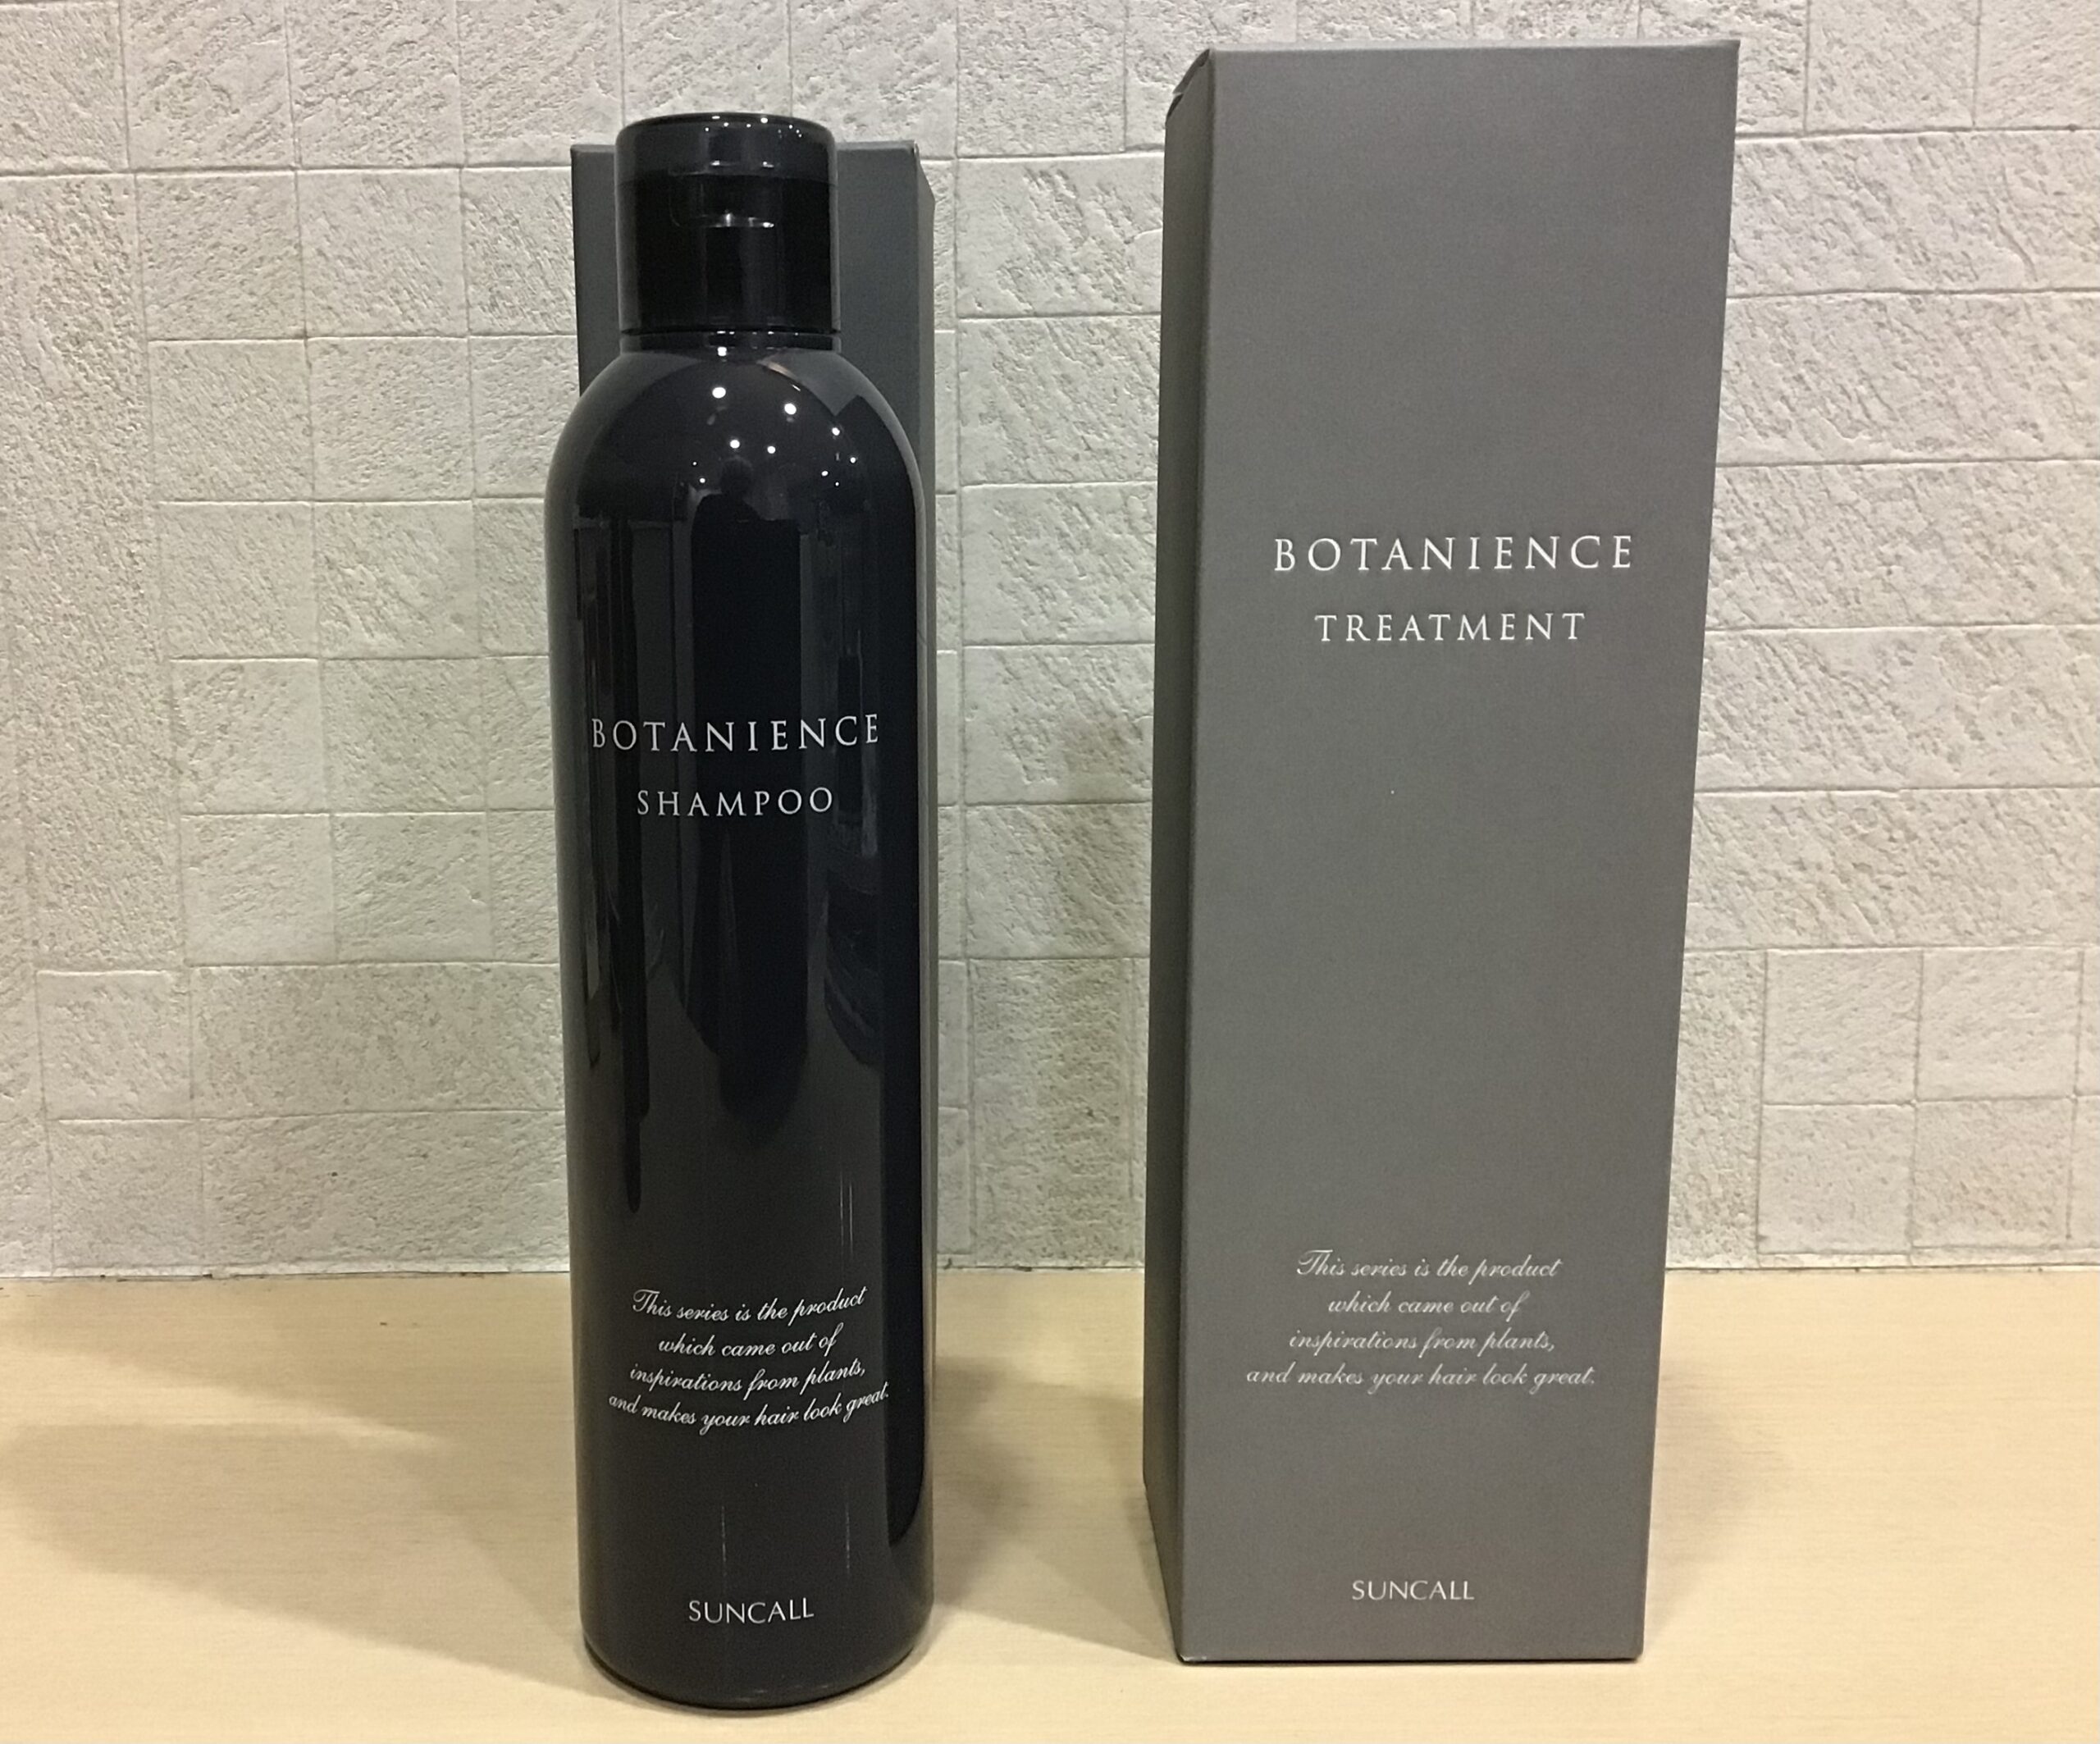 BOTANIENCE
SHAMPOO
This series is the product
which came out of
inspirations from plants,
and makes your hair look great.
SUNCALL
BOTANIENCE
TREATMENT
This series is the product
which came out of
inspirations from plants,
and makes your hair look great.
SUNCALL